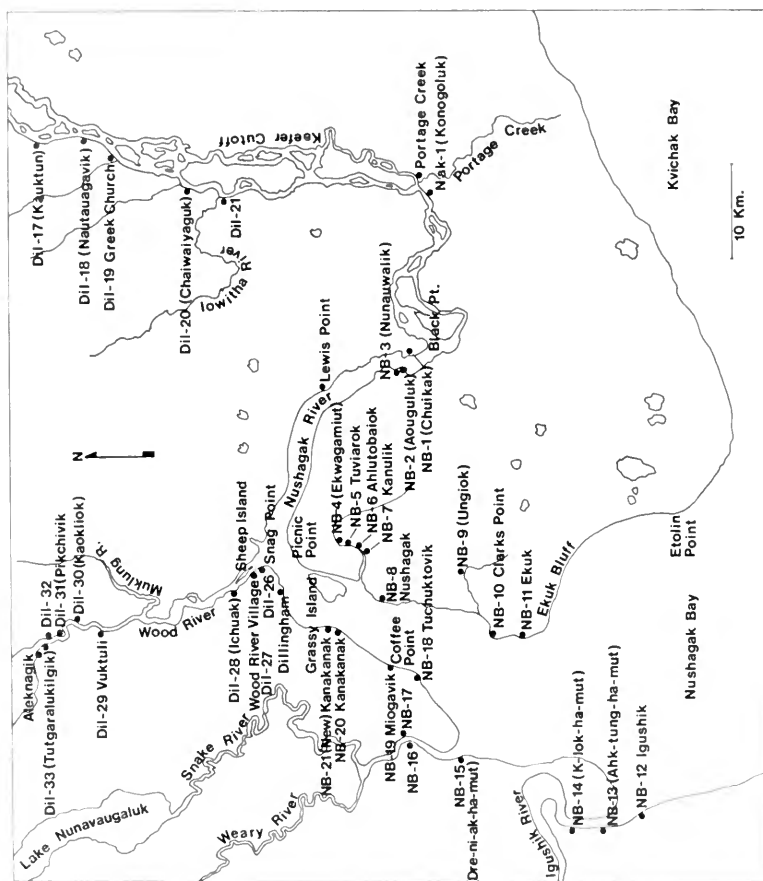 Aleknagik
Dil-33 (Tutgaralukilgik)
Dil-32
Dil-31 (Pikchivik
Dil-30 (Kaokliok)
Dil-29 Vuktuli
Muklung R.
Wood River
Lake Nunavaugaluk
Snake River
Weary River
Dil-28 (Ichuak)
Sheep Island
Wood River Village
Dil-27
Dil-26
Snag Point
Dillingham
Grassy Island
Picnic
Point
NB-21 (New) Kanakanak
NB-20 Kanakanak
Coffee
Point
NB-18 Tuchuktovik
NB-19 Miogavik
NB-17
NB-16
NB-15
Dre-ni-ak-ha-mut)
Igushik River
NB-14 (K-lok-ha-mut)
NB-13 (Ahk-tung-ha-mut)
NB-12 Igushik
N
Nushagak River
Lewis Point
NB-4 (Ekwagamiut)
NB-5 Tuviarok
NB-6 Ahlutobaiok
NB-7 Kanulik
NB-8
Nushagak
NB-9 (Ungiok)
NB-10 Clarks Point
NB-11 Ekuk
Ekuk Bluff
Etolin Point
Nushagak Bay
NB-3 (Nunauwalik)
Black Pt.
NB-2 (Aouguluk)
NB-1 (Chuikak)
Dil-17 (Kauktun)
Dil-18 (Nautauagavik)
Dil-19 Greek Church
Dil-20 (Chaiwaiyaguk)
Dil-21
Iowitha River
Keefer Cutoff
Portage Creek
Nak-1 (Konogoluk)
Portage Creek
Kvichak Bay
10 Km.